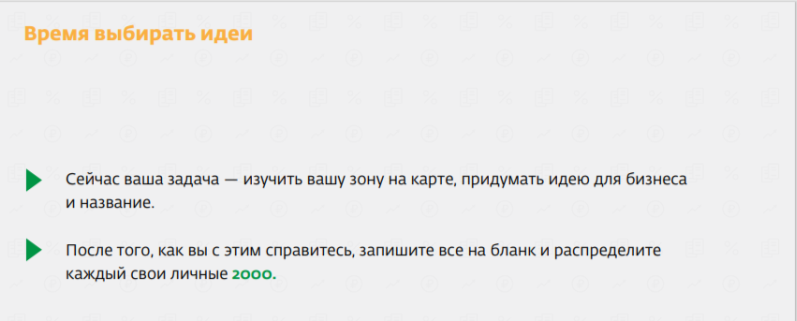 Время выбирать идеи
Сейчас ваша задача — изучить вашу зону на карте, придумать идею для бизнеса
и название.
После того, как вы с этим справитесь, запишите все на бланк и распределите
каждый свои личные 2000.